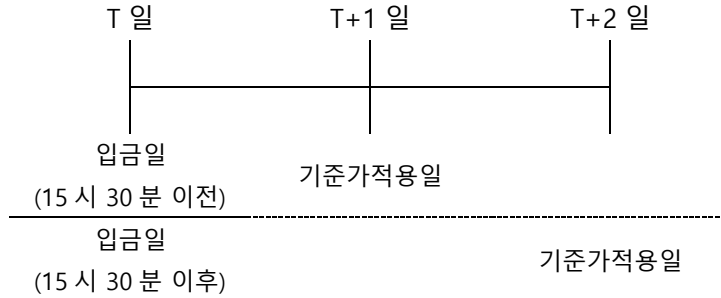 T 일 T+1 일 T+2 일
입금일
(15 시 30 분 이전)
기준가적용일
입금일
(15 시 30 분 이후)
기준가적용일